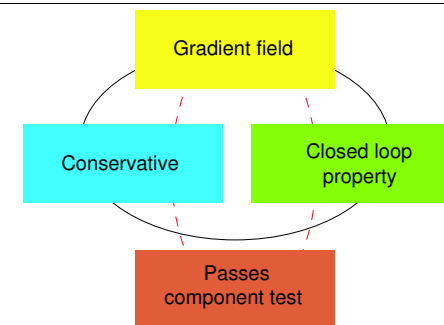 Gradient field
Conservative
Closed loop
property
Passes
component test